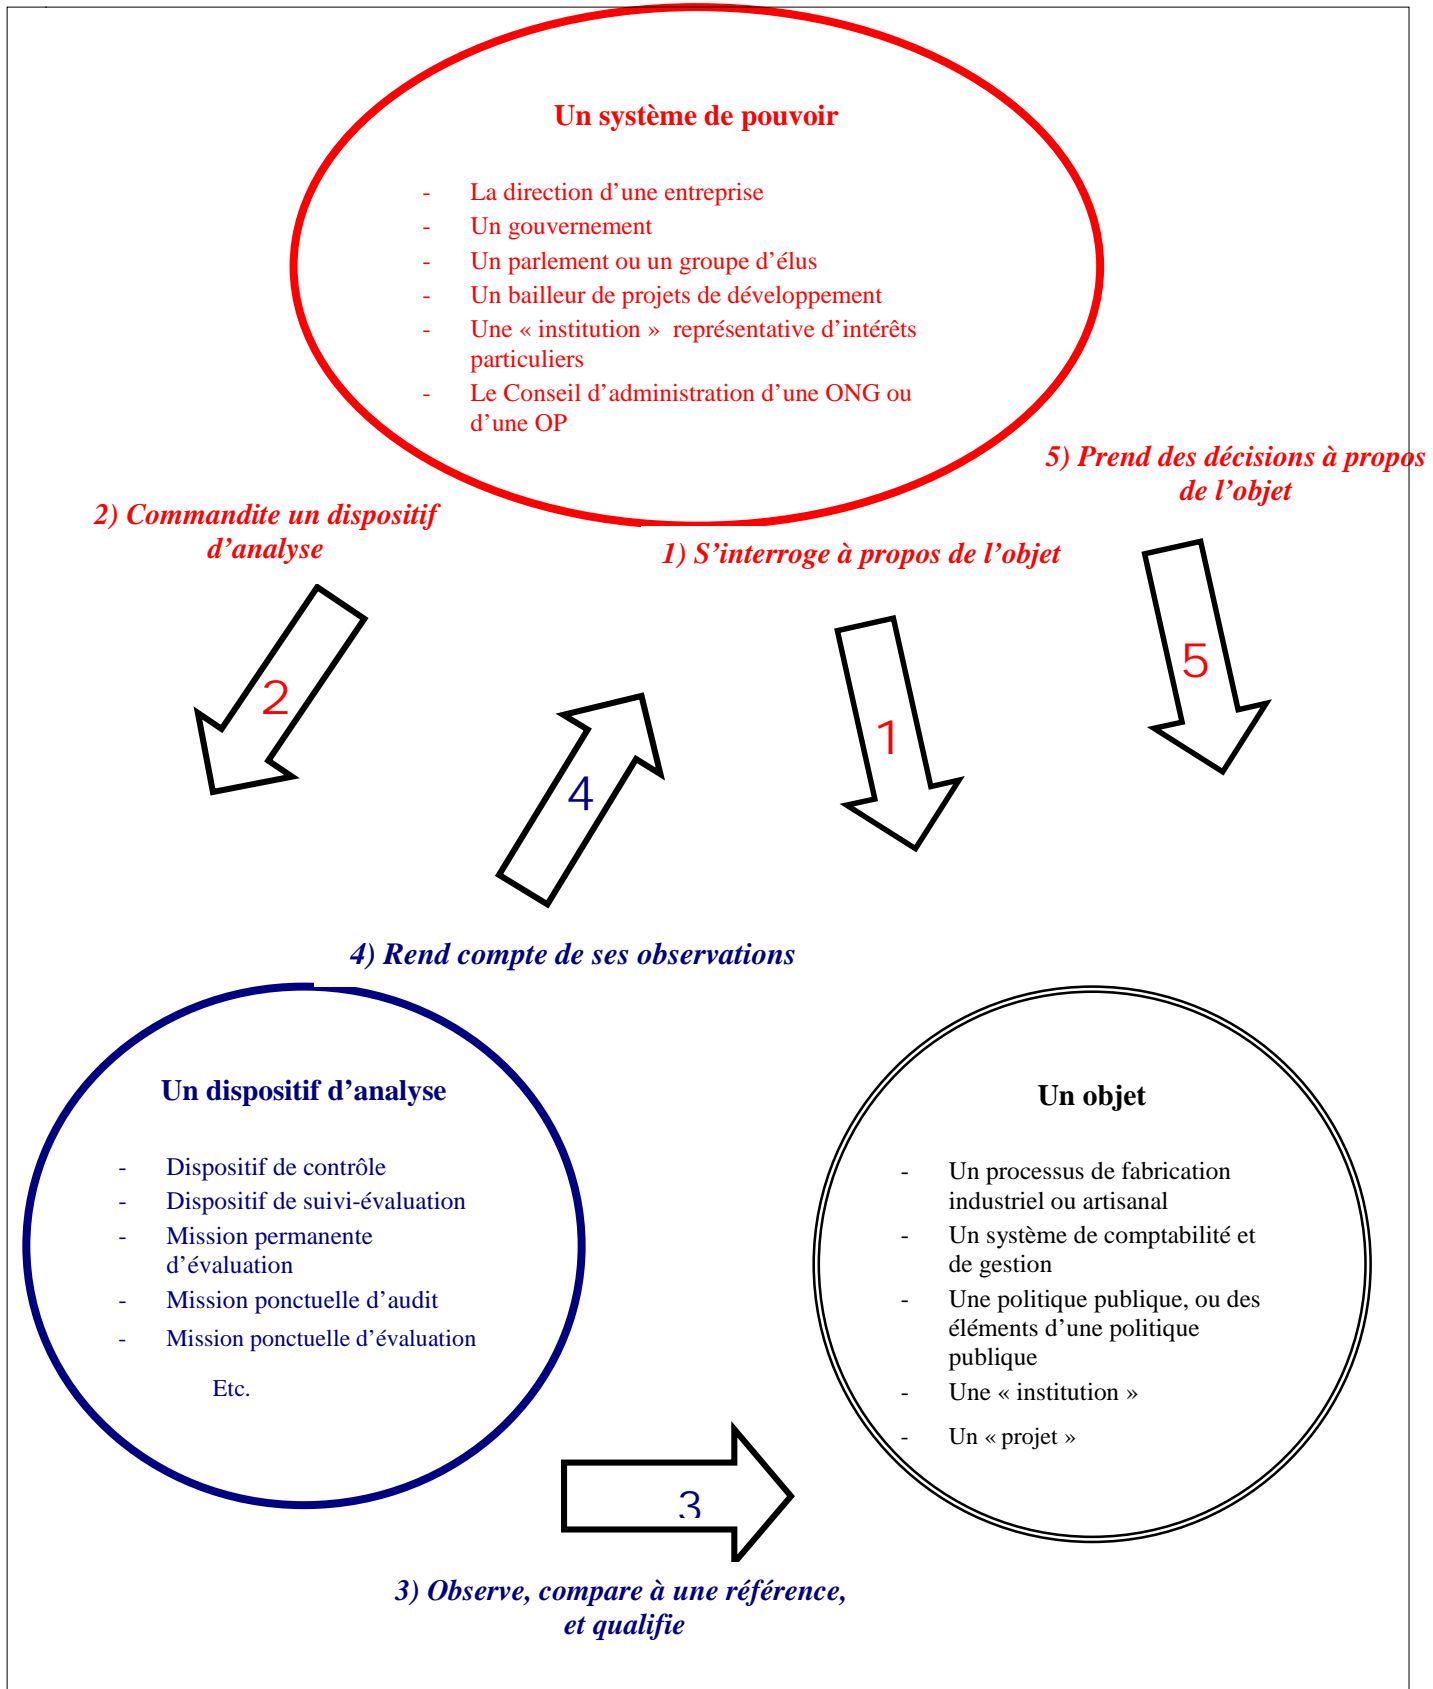 Un système de pouvoir
- La direction d’une entreprise
- Un gouvernement
- Un parlement ou un groupe d’élus
- Un bailleur de projets de développement
- Une « institution » représentative d’intérêts
particuliers
- Le Conseil d’administration d’une ONG ou
d’une OP
5) Prend des décisions à propos
de l’objet
2) Commandite un dispositif
d’analyse
1) S’interroge à propos de l’objet
2
4
1
5
4) Rend compte de ses observations
Un dispositif d’analyse
- Dispositif de contrôle
- Dispositif de suivi-évaluation
- Mission permanente
d’évaluation
- Mission ponctuelle d’audit
- Mission ponctuelle d’évaluation
Etc.
Un objet
- Un processus de fabrication
industriel ou artisanal
- Un système de comptabilité et
de gestion
- Une politique publique, ou des
éléments d’une politique
publique
- Une « institution »
- Un « projet »
3
3) Observe, compare à une référence,
et qualifie